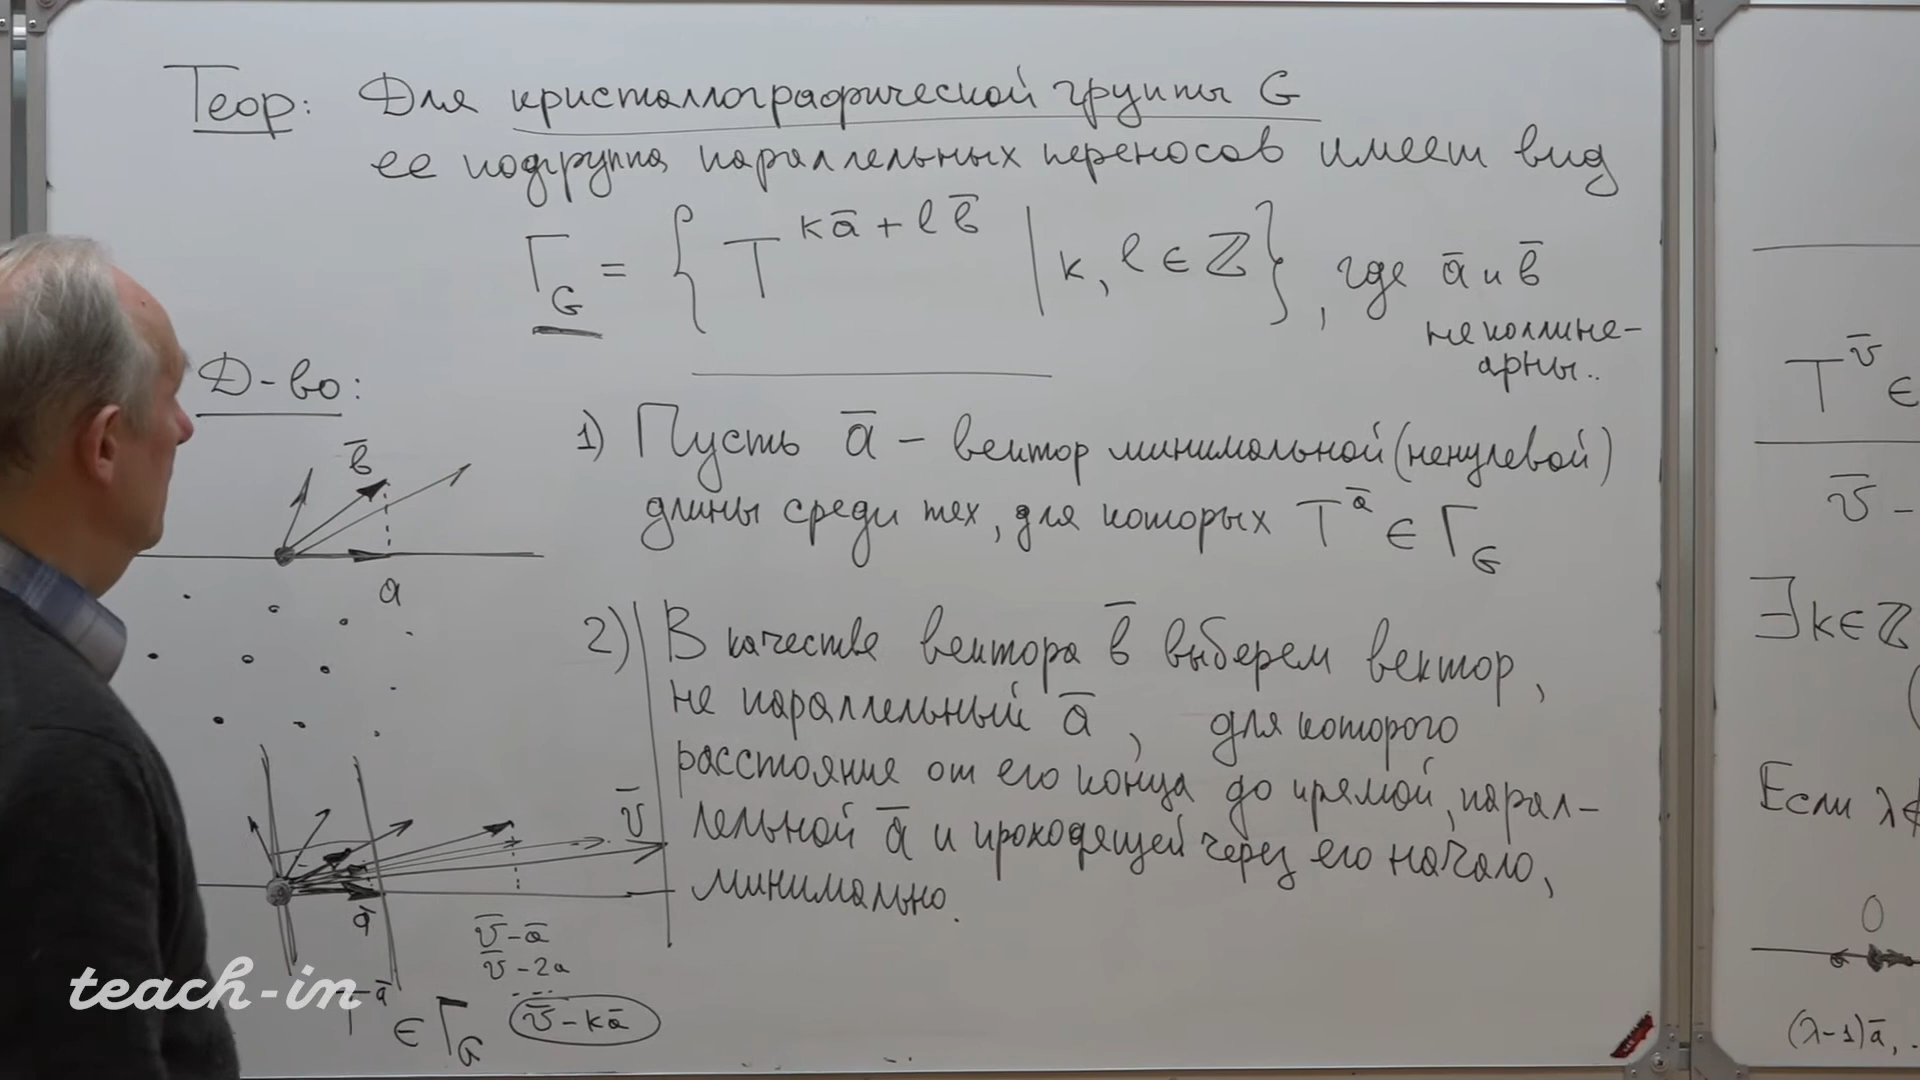 Теор: Для кристаллографической группы G
ее подгруппа параллельных переносов имеет вид
Γ_G = { T^{kā + lb̄} | k, l ∈ ℤ }, где ā и b̄
неколлине-
арны..
Д-во:
b̄
a
1) Пусть ā – вектор минимальной (ненулевой)
длины среди тех, для которых T^ā ∈ Γ_G
2) В качестве вектора b̄ выберем вектор,
не параллельный ā, для которого
расстояние от его конца до прямой, парал-
лельной ā и проходящей через его начало,
минимально.
v̄
ā
v̄ - ā
v̄ - 2a
...
v̄ - kā
T^ā ∈ Γ_G
T^v̄ ∈
v̄ –
∃k∈ℤ
Если λ∉
0
(λ-1)ā, .
teach-in